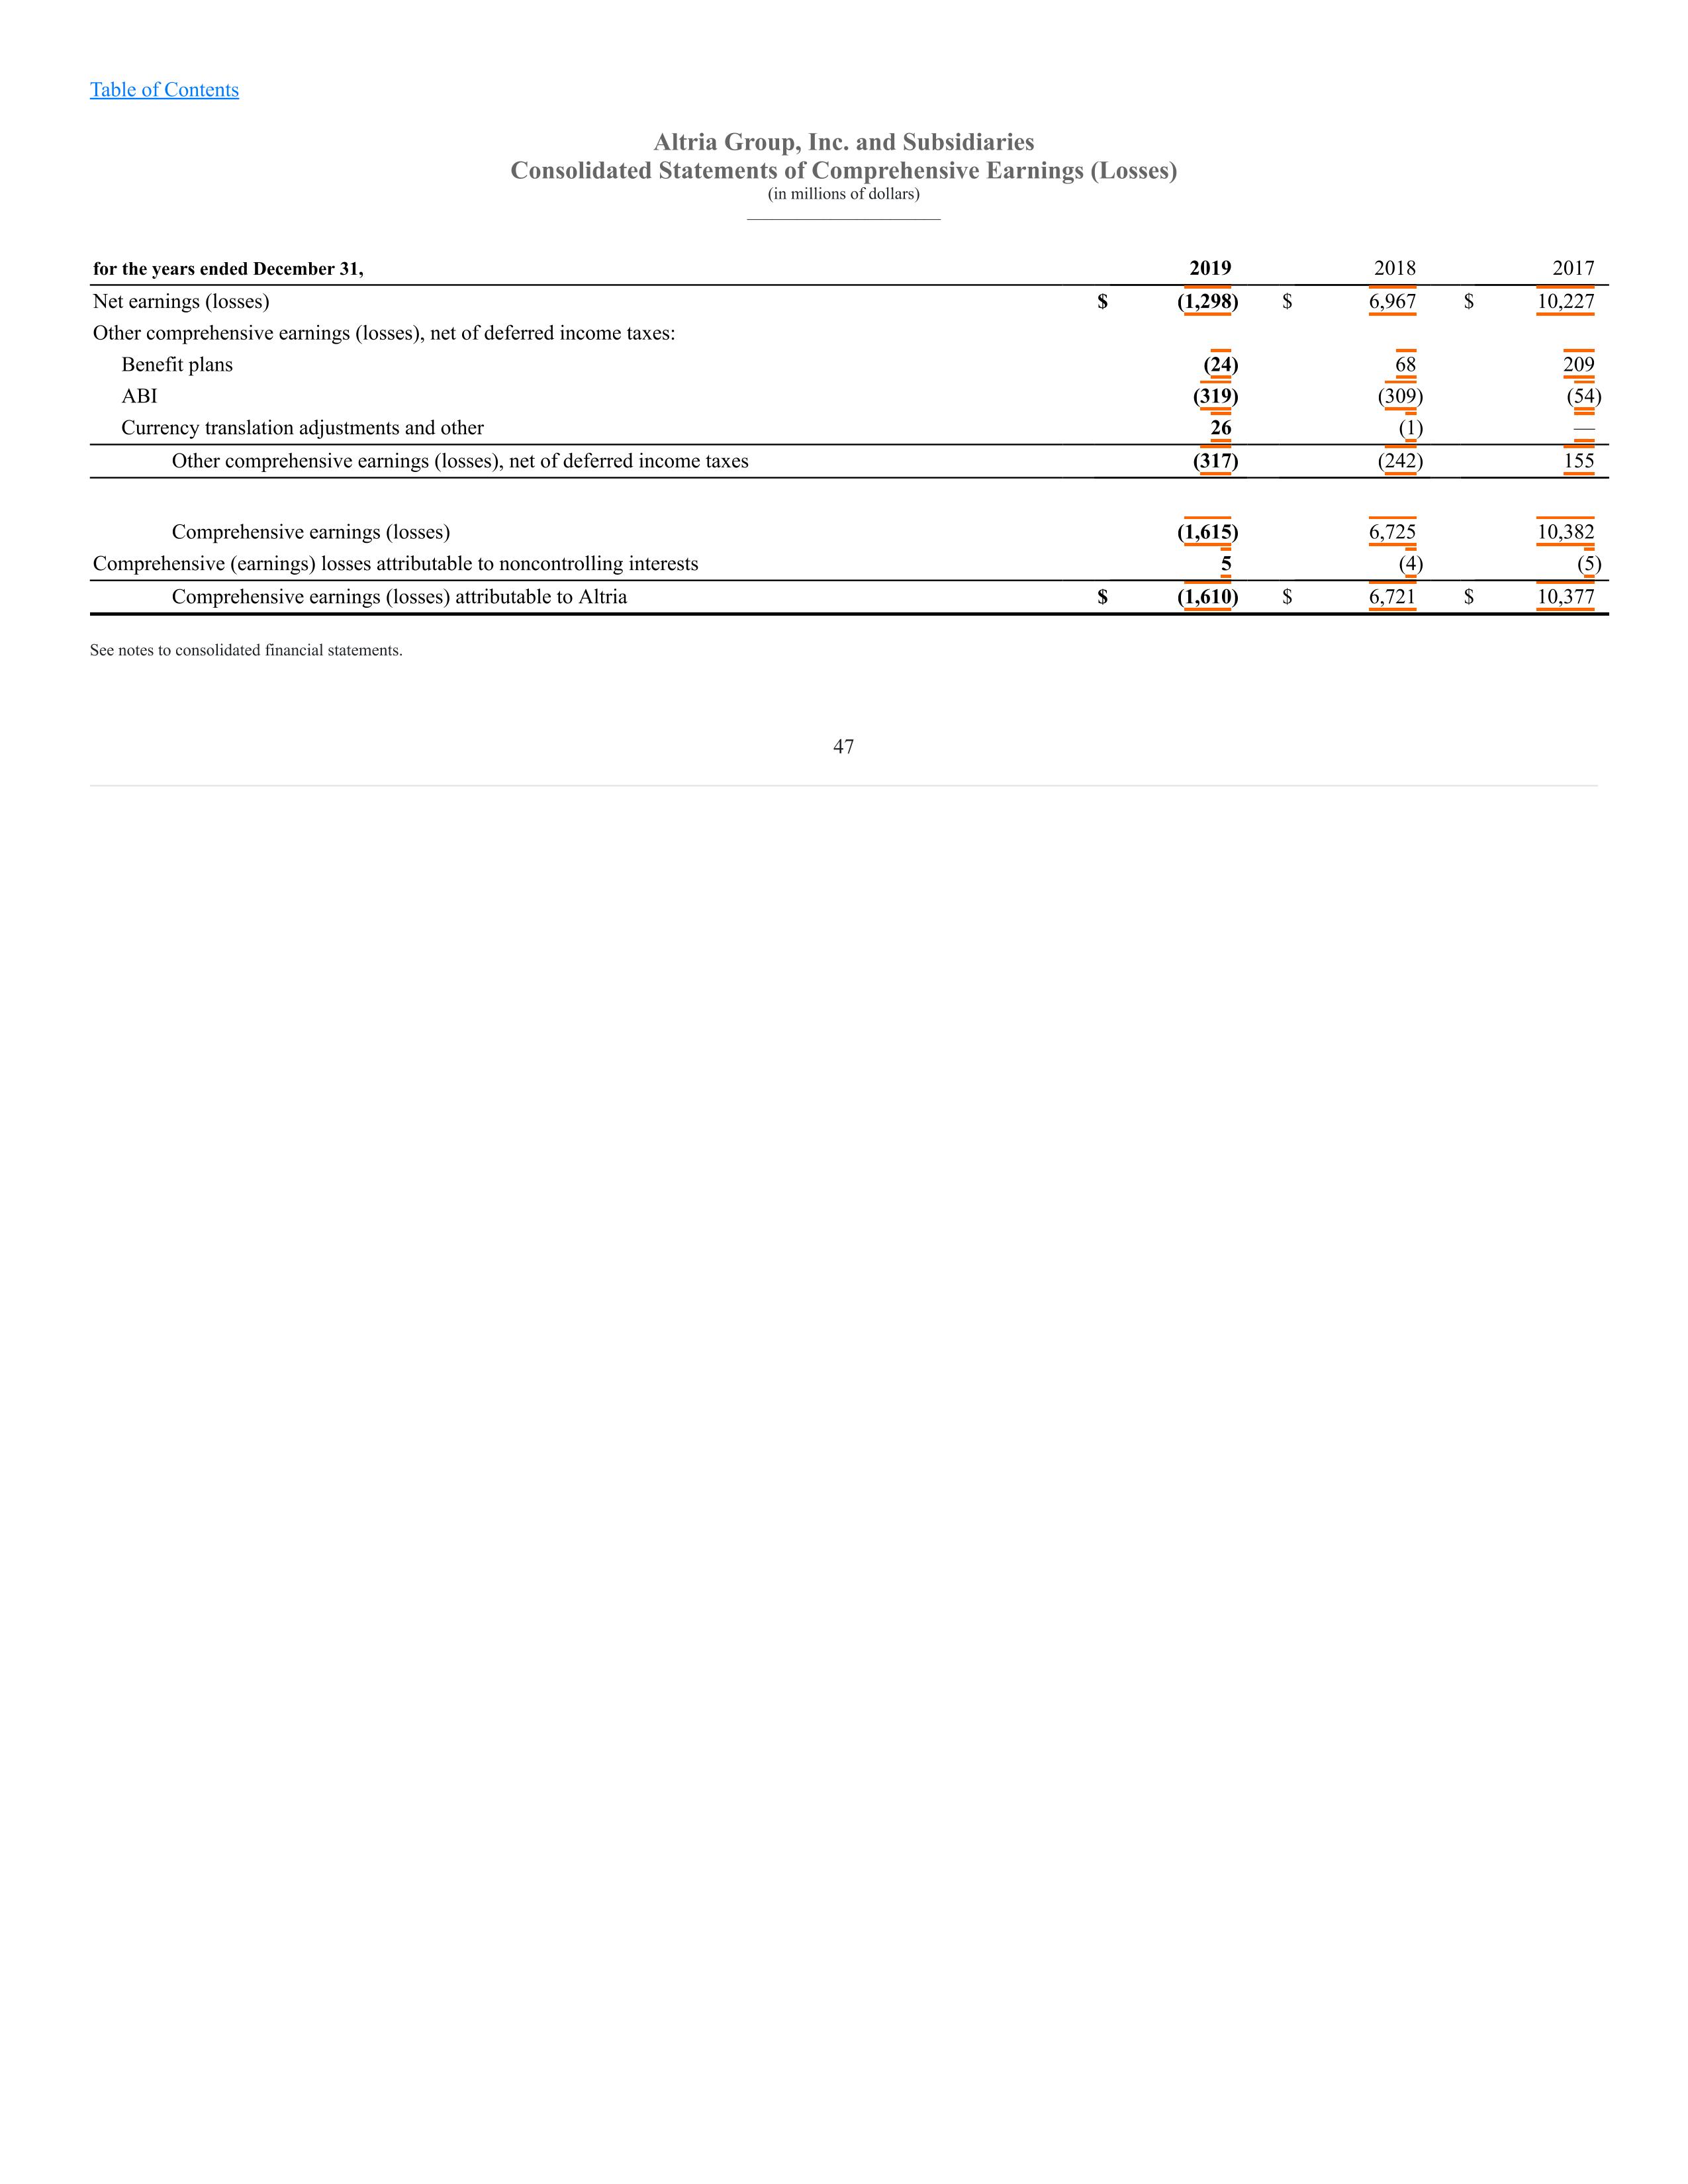 Table of Contents
Altria Group, Inc. and Subsidiaries
Consolidated Statements of Comprehensive Earnings (Losses)
(in millions of dollars)
for the years ended December 31, 2019 2018 2017
Net earnings (losses) $ (1,298) $ 6,967 $ 10,227
Other comprehensive earnings (losses), net of deferred income taxes:
Benefit plans (24) 68 209
ABI (319) (309) (54)
Currency translation adjustments and other 26 (1) —
Other comprehensive earnings (losses), net of deferred income taxes (317) (242) 155
Comprehensive earnings (losses) (1,615) 6,725 10,382
Comprehensive (earnings) losses attributable to noncontrolling interests 5 (4) (5)
Comprehensive earnings (losses) attributable to Altria $ (1,610) $ 6,721 $ 10,377
See notes to consolidated financial statements.
47